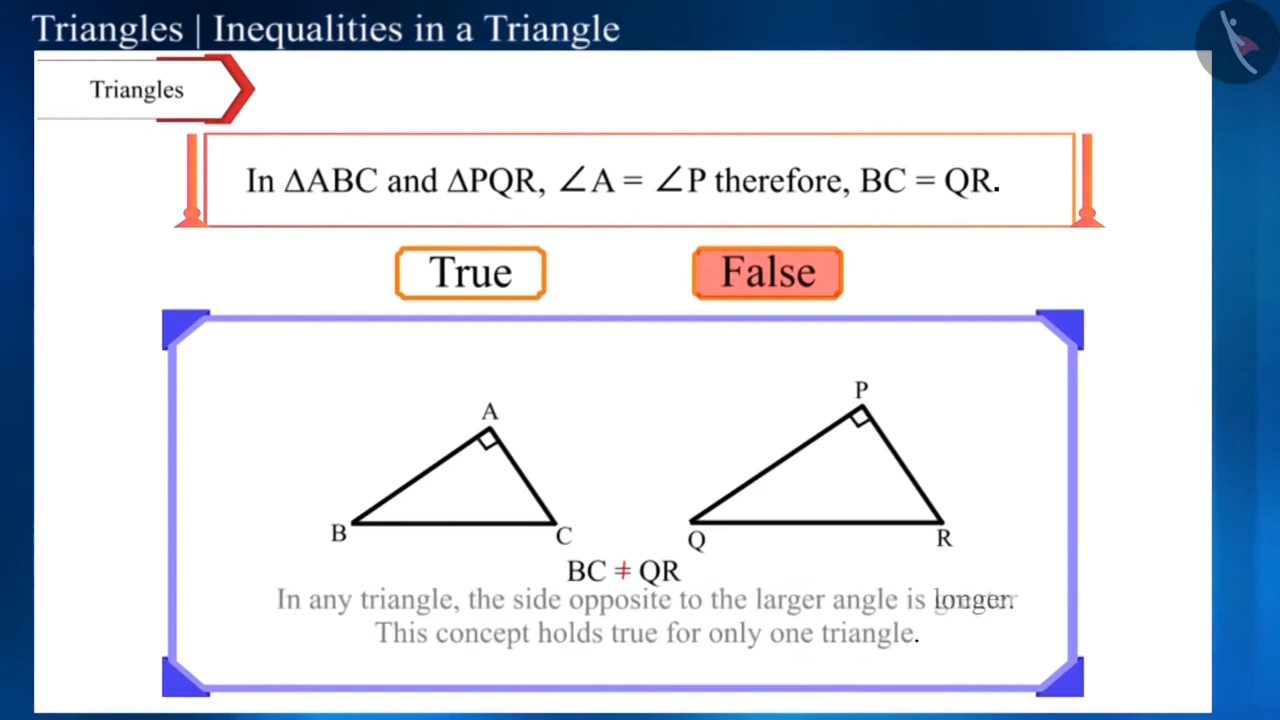 Triangles | Inequalities in a Triangle
Triangles
In ΔABC and ΔPQR, ∠A = ∠P therefore, BC = QR.
True
False
A
P
B
C
Q
R
BC ≠ QR
In any triangle, the side opposite to the larger angle is longer.
This concept holds true for only one triangle.